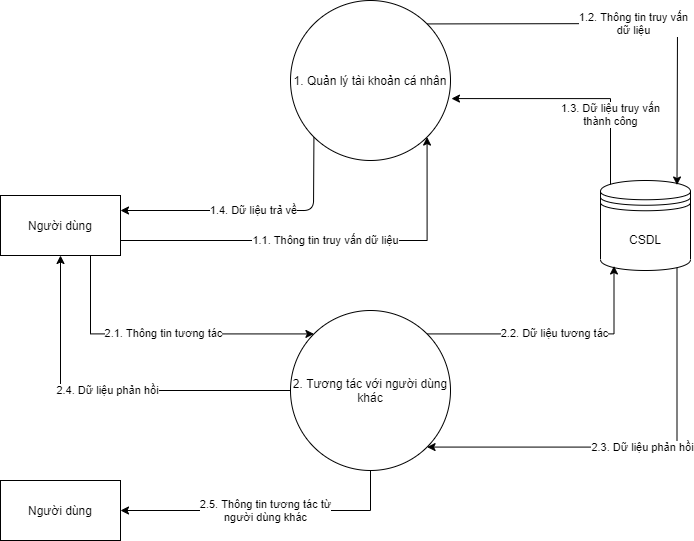 1.2. Thông tin truy vấn
dữ liệu
1. Quản lý tài khoản cá nhân
1.3. Dữ liệu truy vấn
thành công
1.4. Dữ liệu trả về
Người dùng
1.1. Thông tin truy vấn dữ liệu
CSDL
2.1. Thông tin tương tác
2.2. Dữ liệu tương tác
2.4. Dữ liệu phản hồi
2. Tương tác với người dùng
khác
2.3. Dữ liệu phản hồi
Người dùng
2.5. Thông tin tương tác từ
người dùng khác